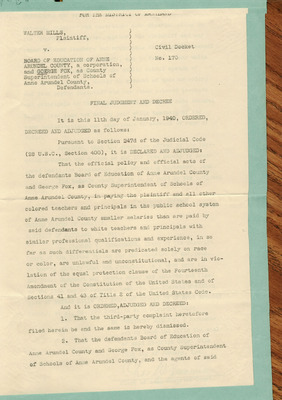 FOR THE DISTRICT OF MARYLAND
WALTER MILLS,
Plaintiff,
v.
BOARD OF EDUCATION OF ANNE
ARUNDEL COUNTY, a corporation,
and GEORGE FOX, as County
Superintendent of Schools of
Anne Arundel County,
Defendants.
Civil Docket
No. 170
FINAL JUDGMENT AND DECREE
It is this 11th day of January, 1940, ORDERED,
DECREED AND ADJUDGED as follows:
Pursuant to Section 247d of the Judicial Code
(28 U.S.C., Section 400), it is DECLARED AND ADJUDGED:
That the official policy and official acts of
the defendants Board of Education of Anne Arundel County
and George Fox, as County Superintendent of Schools of
Anne Arundel County, in paying the plaintiff and all other
colored teachers and principals in the public school system
of Anne Arundel County smaller salaries than are paid by
said defendants to white teachers and principals with
similar professional qualifications and experience, in so
far as such differentials are predicated solely on race
or color, are unlawful and unconstitutional, and are in vio-
lation of the equal protection clause of the Fourteenth
Amendment of the Constitution of the United States and of
Sections 41 and 43 of Title 8 of the United States Code.
And it is ORDERED,ADJUDGED AND DECREED:
1. That the third-party complaint heretofore
filed herein be and the same is hereby dismissed.
2. That the defendants Board of Education of
Anne Arundel County and George Fox, as County Superintendent
of Schools of Anne Arundel County, and the agents of said